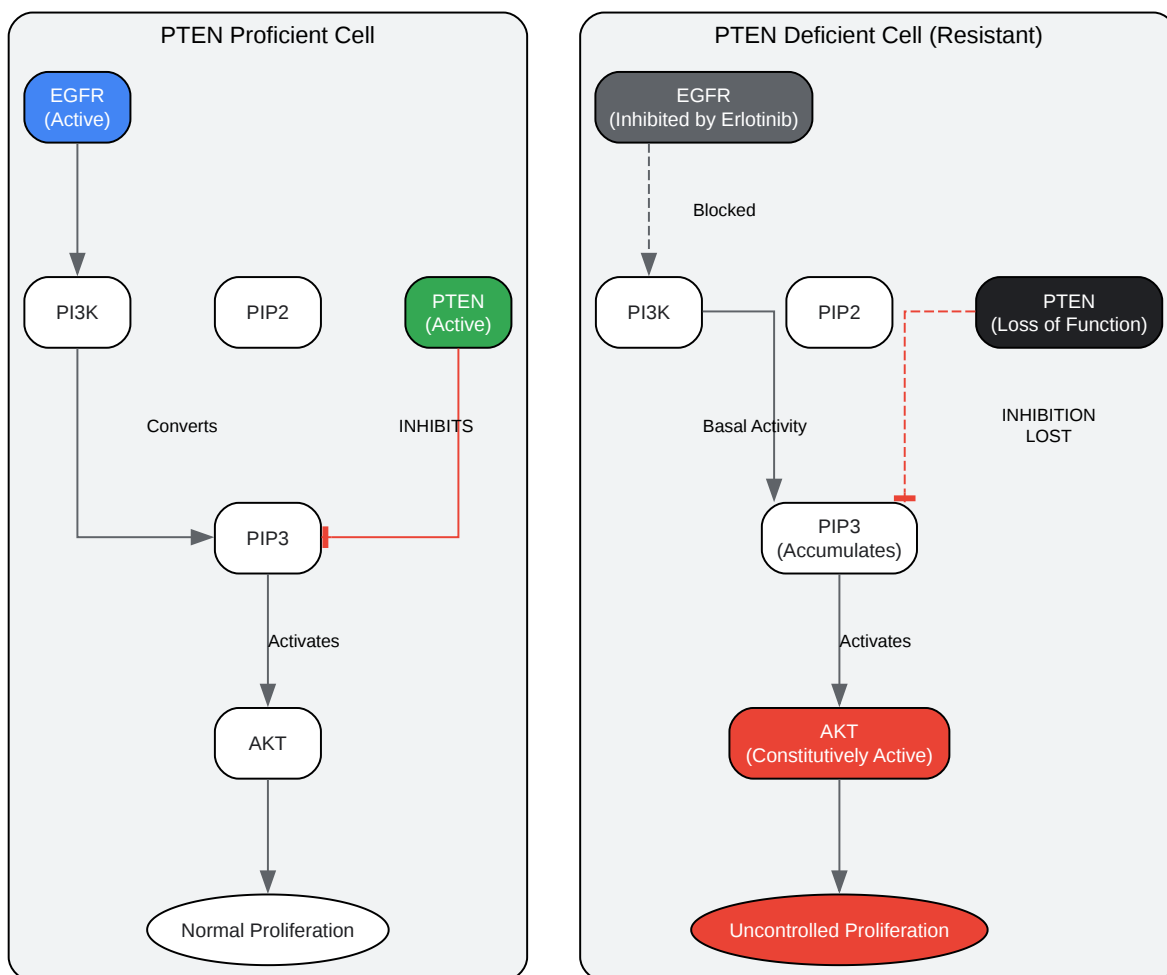 PTEN Proficient Cell
EGFR
(Active)
PI3K
PIP2
PTEN
(Active)
Converts
INHIBITS
PIP3
Activates
AKT
Normal Proliferation
PTEN Deficient Cell (Resistant)
EGFR
(Inhibited by Erlotinib)
Blocked
PI3K
PIP2
PTEN
(Loss of Function)
Basal Activity
INHIBITION
LOST
PIP3
(Accumulates)
Activates
AKT
(Constitutively Active)
Uncontrolled Proliferation